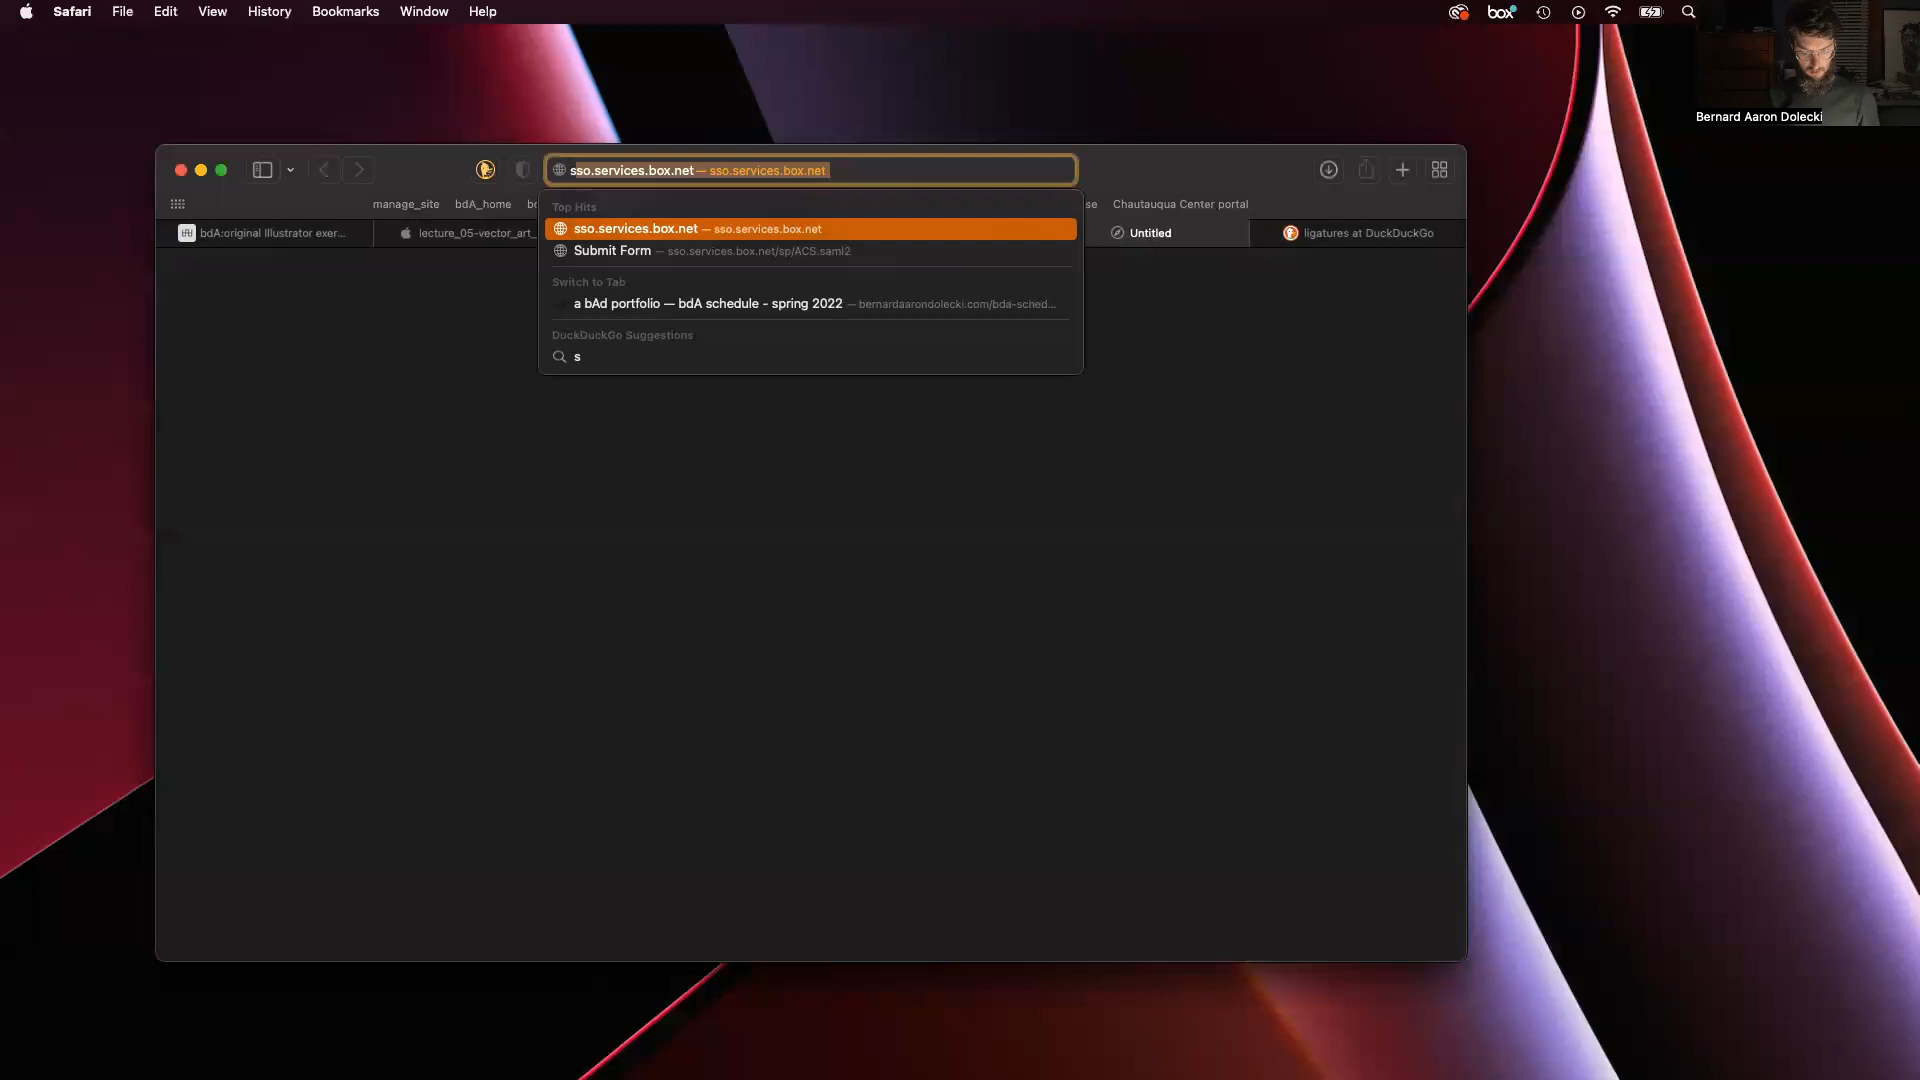 Safari File Edit View History Bookmarks Window Help
box
Bernard Aaron Dolecki
sso.services.box.net — sso.services.box.net
manage_site bdA_home bo se Chautauqua Center portal
Top Hits
sso.services.box.net — sso.services.box.net
bdA:original Illustrator exer... lecture_05-vector_art_ Untitled ligatures at DuckDuckGo
Submit Form — sso.services.box.net/sp/ACS.saml2
Switch to Tab
a bAd portfolio — bdA schedule - spring 2022 — bernardaarondolecki.com/bda-sched...
DuckDuckGo Suggestions
s